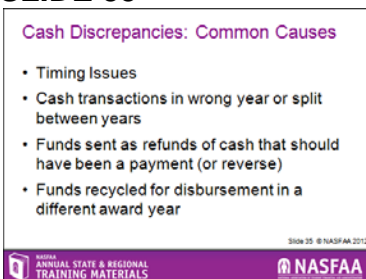 Cash Discrepancies: Common Causes
• Timing Issues
• Cash transactions in wrong year or split
between years
• Funds sent as refunds of cash that should
have been a payment (or reverse)
• Funds recycled for disbursement in a
different award year
Slide 35 © NASFAA 2012
NASFAA
ANNUAL STATE & REGIONAL
TRAINING MATERIALS
NASFAA